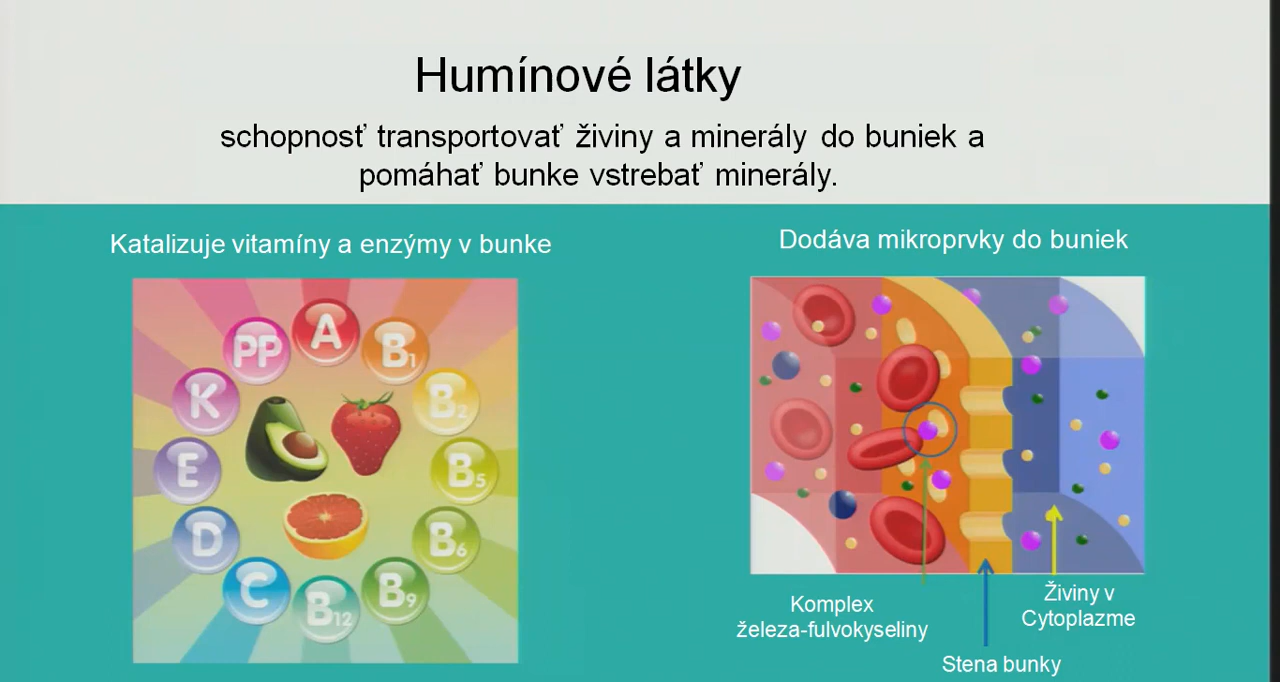 Humínové látky
schopnosť transportovať živiny a minerály do buniek a
pomáhať bunke vstrebať minerály.
Katalizuje vitamíny a enzýmy v bunke
Dodáva mikroprvky do buniek
A
PP
B1
K
B2
E
B5
D
B6
C
B12
B9
Komplex
železa-fulvokyseliny
Živiny v
Cytoplazme
Stena bunky